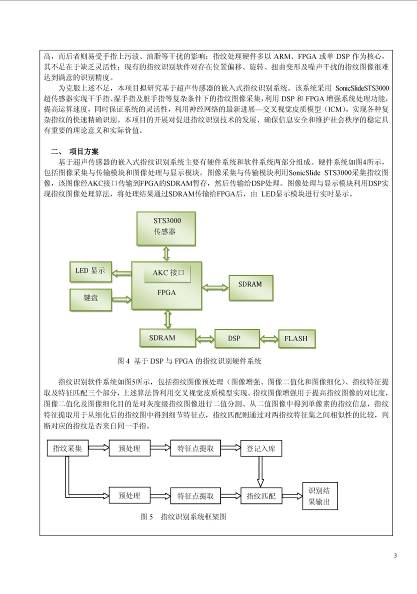 高，而后者则易受手指上污渍、油脂等干扰的影响；指纹处理硬件多以 ARM、FPGA 或单 DSP 作为核心，
其不足在于缺乏灵活性；现有的指纹识别软件对存在位置偏移、旋转、扭曲变形及噪声干扰的指纹图像很难
达到满意的识别精度。
为克服上述不足，本项目拟研究基于超声传感器的嵌入式指纹识别系统。该系统采用 SonicSlideSTS3000
超传感器实现干手指、湿手指及脏手指等复杂条件下的指纹图像采集，利用 DSP 和 FPGA 增强系统处理功能，
提高运算速度，同时保证系统的灵活性，利用神经网络的最新进展—交叉视觉皮质模型（ICM），实现各种复
杂指纹的快速精确识别。本项目的开展对促进指纹识别技术的发展、确保信息安全和维护社会秩序的稳定具
有重要的理论意义和实际价值。
二、 项目方案
基于超声传感器的嵌入式指纹识别系统主要有硬件系统和软件系统两部分组成。硬件系统如图4所示，
包括图像采集与传输模块和图像处理与显示模块。图像采集与传输模块利用SonicSlide STS3000采集指纹图
像，该图像经AKC接口传输到FPGA的SDRAM暂存，然后传输给DSP处理。图像处理与显示模块利用DSP实
现指纹图像处理算法，将处理结果通过SDRAM传输给FPGA后，由 LED显示模块进行实时显示。
STS3000
传感器
LED 显示
AKC 接口
SDRAM
键盘
FPGA
SDRAM
DSP
FLASH
图 4 基于 DSP 与 FPGA 的指纹识别硬件系统
指纹识别软件系统如图5所示，包括指纹图像预处理（图像增强、图像二值化和图像细化）、指纹特征提
取及特征匹配三个部分，上述算法皆利用交叉视觉皮质模型实现。指纹图像增强用于提高指纹图像的对比度，
图像二值化及图像细化目的是对灰度级指纹图像进行二值分割、从二值图像中得到单像素的指纹信息，指纹
特征提取用于从细化后的指纹图中得到细节特征点，指纹匹配则通过对两指纹特征集之间相似性的比较，判
断对应的指纹是否来自同一手指。
指纹采集
预处理
特征点提取
登记入库
预处理
特征点提取
指纹匹配
识别结
果输出
图 5 指纹识别系统框架图
3